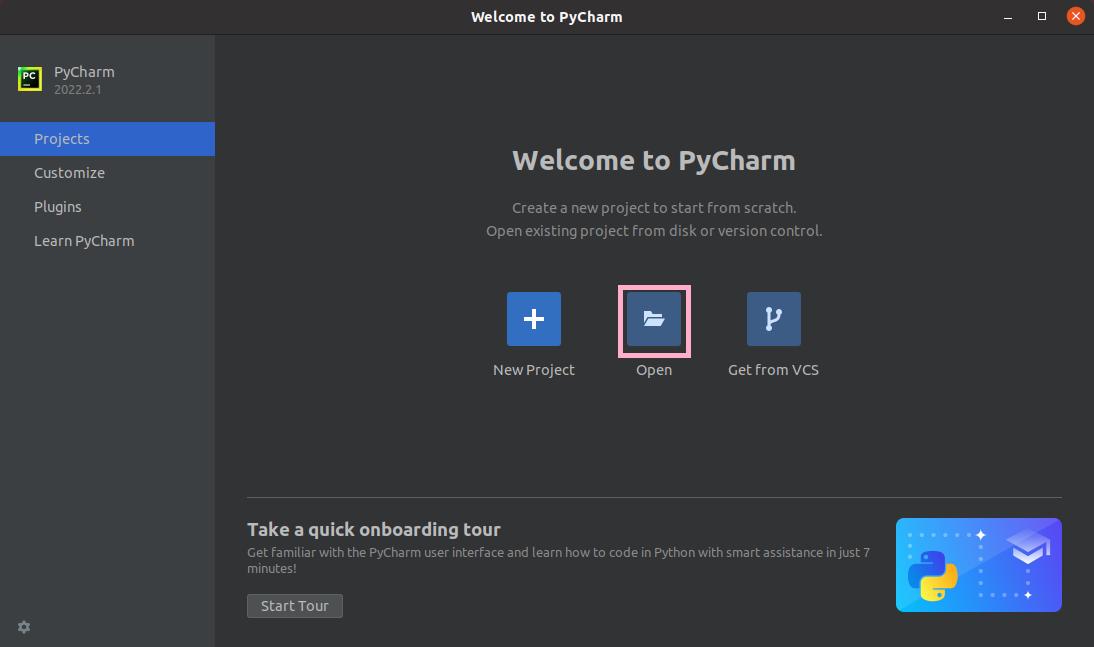 Welcome to PyCharm
PC
PyCharm
2022.2.1
Projects
Customize
Plugins
Learn PyCharm
Welcome to PyCharm
Create a new project to start from scratch.
Open existing project from disk or version control.
New Project
Open
Get from VCS
Take a quick onboarding tour
Get familiar with the PyCharm user interface and learn how to code in Python with smart assistance in just 7
minutes!
Start Tour